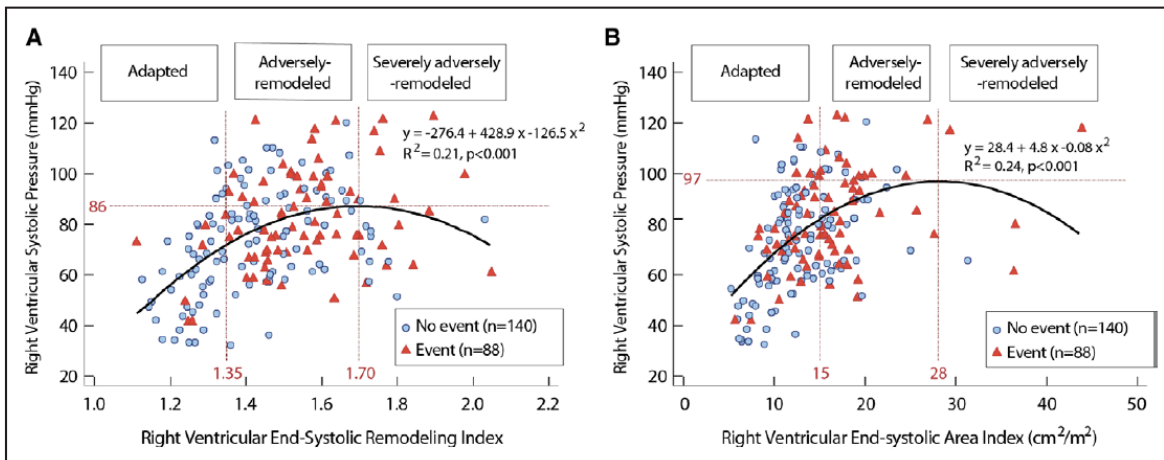 A
Adapted
Adversely-
remodeled
Severely adversely
-remodeled
Right Ventricular Systolic Pressure (mmHg)
140
120
100
80
60
40
20
y = -276.4 + 428.9 x -126.5 x²
R² = 0.21, p<0.001
86
No event (n=140)
Event (n=88)
1.35
1.70
1.0
1.2
1.4
1.6
1.8
2.0
2.2
Right Ventricular End-Systolic Remodeling Index
B
Adapted
Adversely-
remodeled
Severely adversely
-remodeled
Right Ventricular Systolic Pressure (mmHg)
140
120
100
80
60
40
20
y = 28.4 + 4.8 x -0.08 x²
R² = 0.24, p<0.001
97
No event (n=140)
Event (n=88)
15
28
0
10
20
30
40
50
Right Ventricular End-systolic Area Index (cm²/m²)